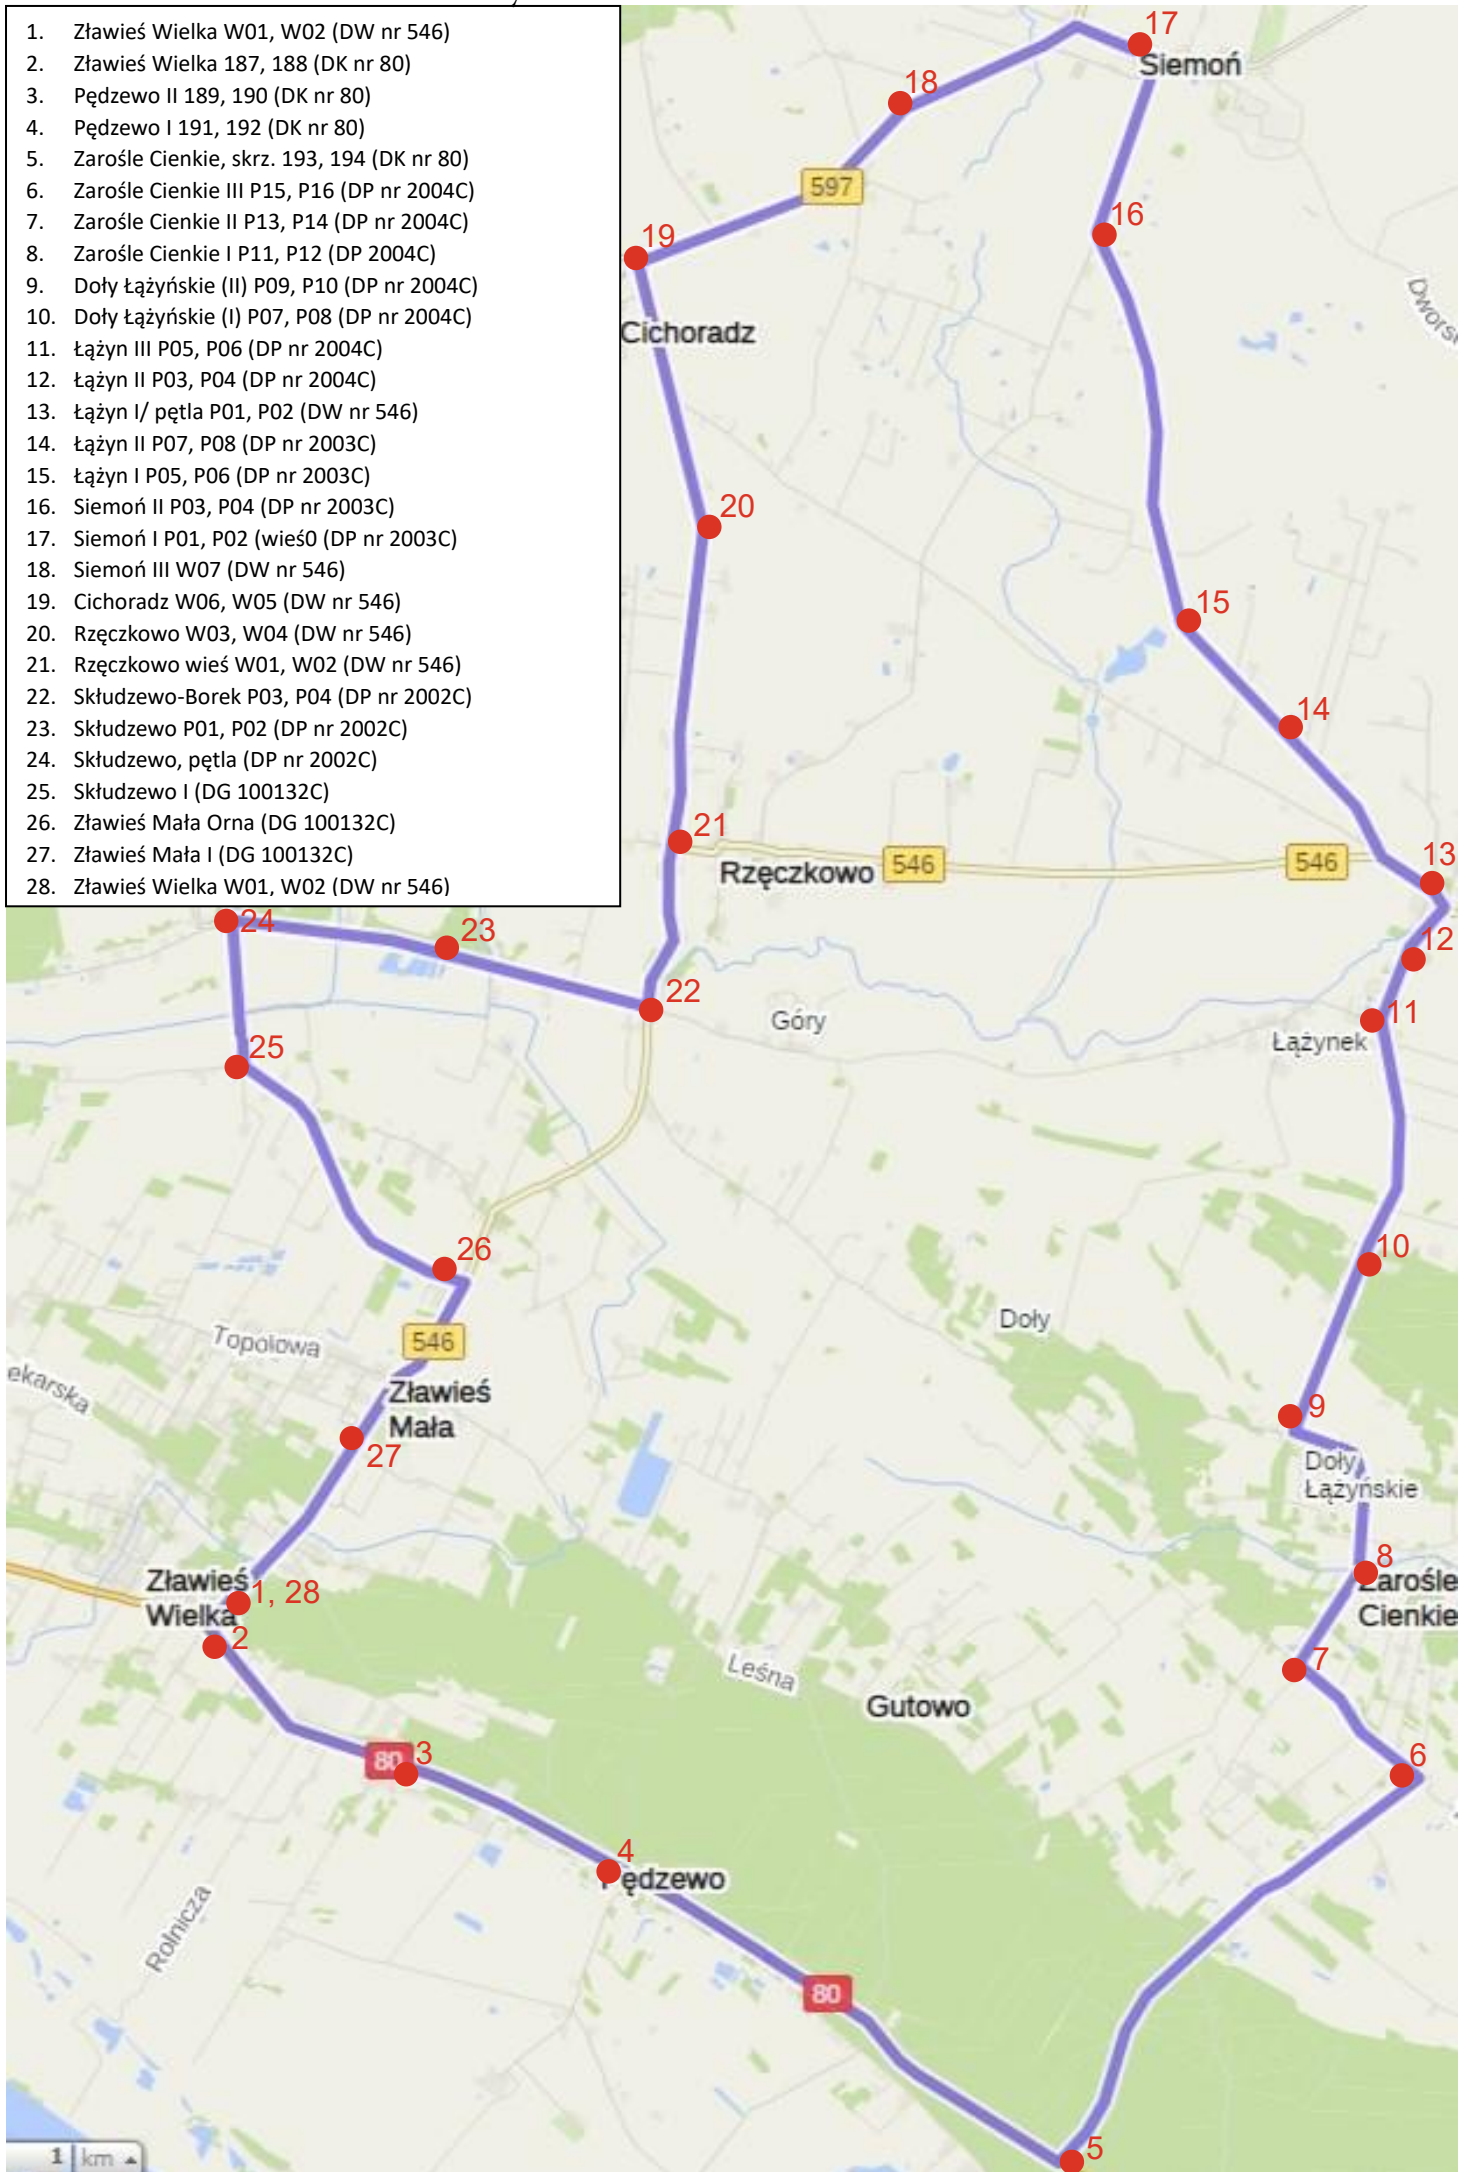 1. Zławieś Wielka W01, W02 (DW nr 546)
2. Zławieś Wielka 187, 188 (DK nr 80)
3. Pędzewo II 189, 190 (DK nr 80)
4. Pędzewo I 191, 192 (DK nr 80)
5. Zarośle Cienkie, skrz. 193, 194 (DK nr 80)
6. Zarośle Cienkie III P15, P16 (DP nr 2004C)
7. Zarośle Cienkie II P13, P14 (DP nr 2004C)
8. Zarośle Cienkie I P11, P12 (DP 2004C)
9. Doły Łążyńskie (II) P09, P10 (DP nr 2004C)
10. Doły Łążyńskie (I) P07, P08 (DP nr 2004C)
11. Łążyn III P05, P06 (DP nr 2004C)
12. Łążyn II P03, P04 (DP nr 2004C)
13. Łążyn I/ pętla P01, P02 (DW nr 546)
14. Łążyn II P07, P08 (DP nr 2003C)
15. Łążyn I P05, P06 (DP nr 2003C)
16. Siemoń II P03, P04 (DP nr 2003C)
17. Siemoń I P01, P02 (wieś0 (DP nr 2003C)
18. Siemoń III W07 (DW nr 546)
19. Cichoradz W06, W05 (DW nr 546)
20. Rzęczkowo W03, W04 (DW nr 546)
21. Rzęczkowo wieś W01, W02 (DW nr 546)
22. Skłudzewo-Borek P03, P04 (DP nr 2002C)
23. Skłudzewo P01, P02 (DP nr 2002C)
24. Skłudzewo, pętla (DP nr 2002C)
25. Skłudzewo I (DG 100132C)
26. Zławieś Mała Orna (DG 100132C)
27. Zławieś Mała I (DG 100132C)
28. Zławieś Wielka W01, W02 (DW nr 546)
17
Siemoń
18
597
16
19
Cichoradz
20
15
14
21
Rzęczkowo
546
546
13
12
24
23
22
Góry
11
Łążynek
25
26
10
Topolowa
546
Doły
ekarska
Zławieś
Mała
27
9
Doły
Łążyńskie
8
Zarośle
Cienkie
Zławieś
Wielka
1, 28
2
7
Leśna
Gutowo
80
3
6
4
Pędzewo
Rolnicza
80
5
1 km